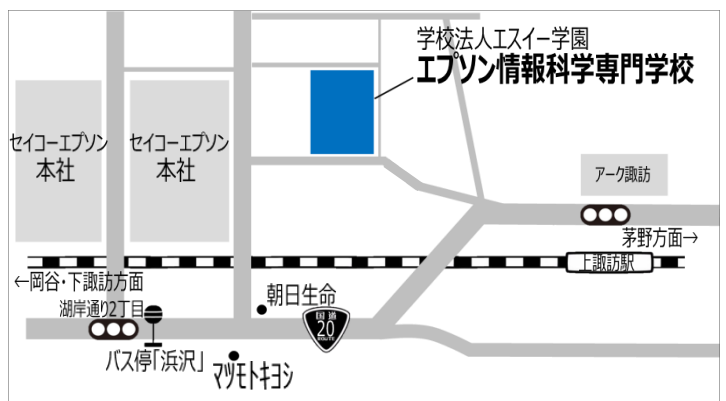 学校法人エスイー学園
エプソン情報科学専門学校
セイコーエプソン
本社
セイコーエプソン
本社
アーク諏訪
茅野方面→
上諏訪駅
←岡谷・下諏訪方面
湖岸通り2丁目
朝日生命
国道
20
ROUTE
バス停「浜沢」
マツモトキヨシ